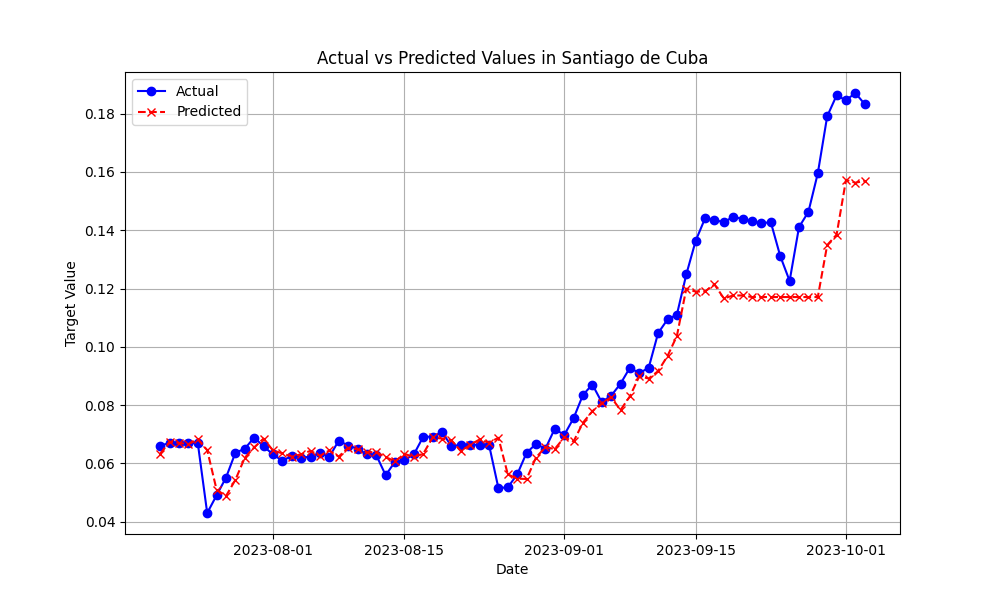 Actual vs Predicted Values in Santiago de Cuba
Actual
Predicted
Target Value
0.18
0.16
0.14
0.12
0.10
0.08
0.06
0.04
2023-08-01
2023-08-15
2023-09-01
2023-09-15
2023-10-01
Date